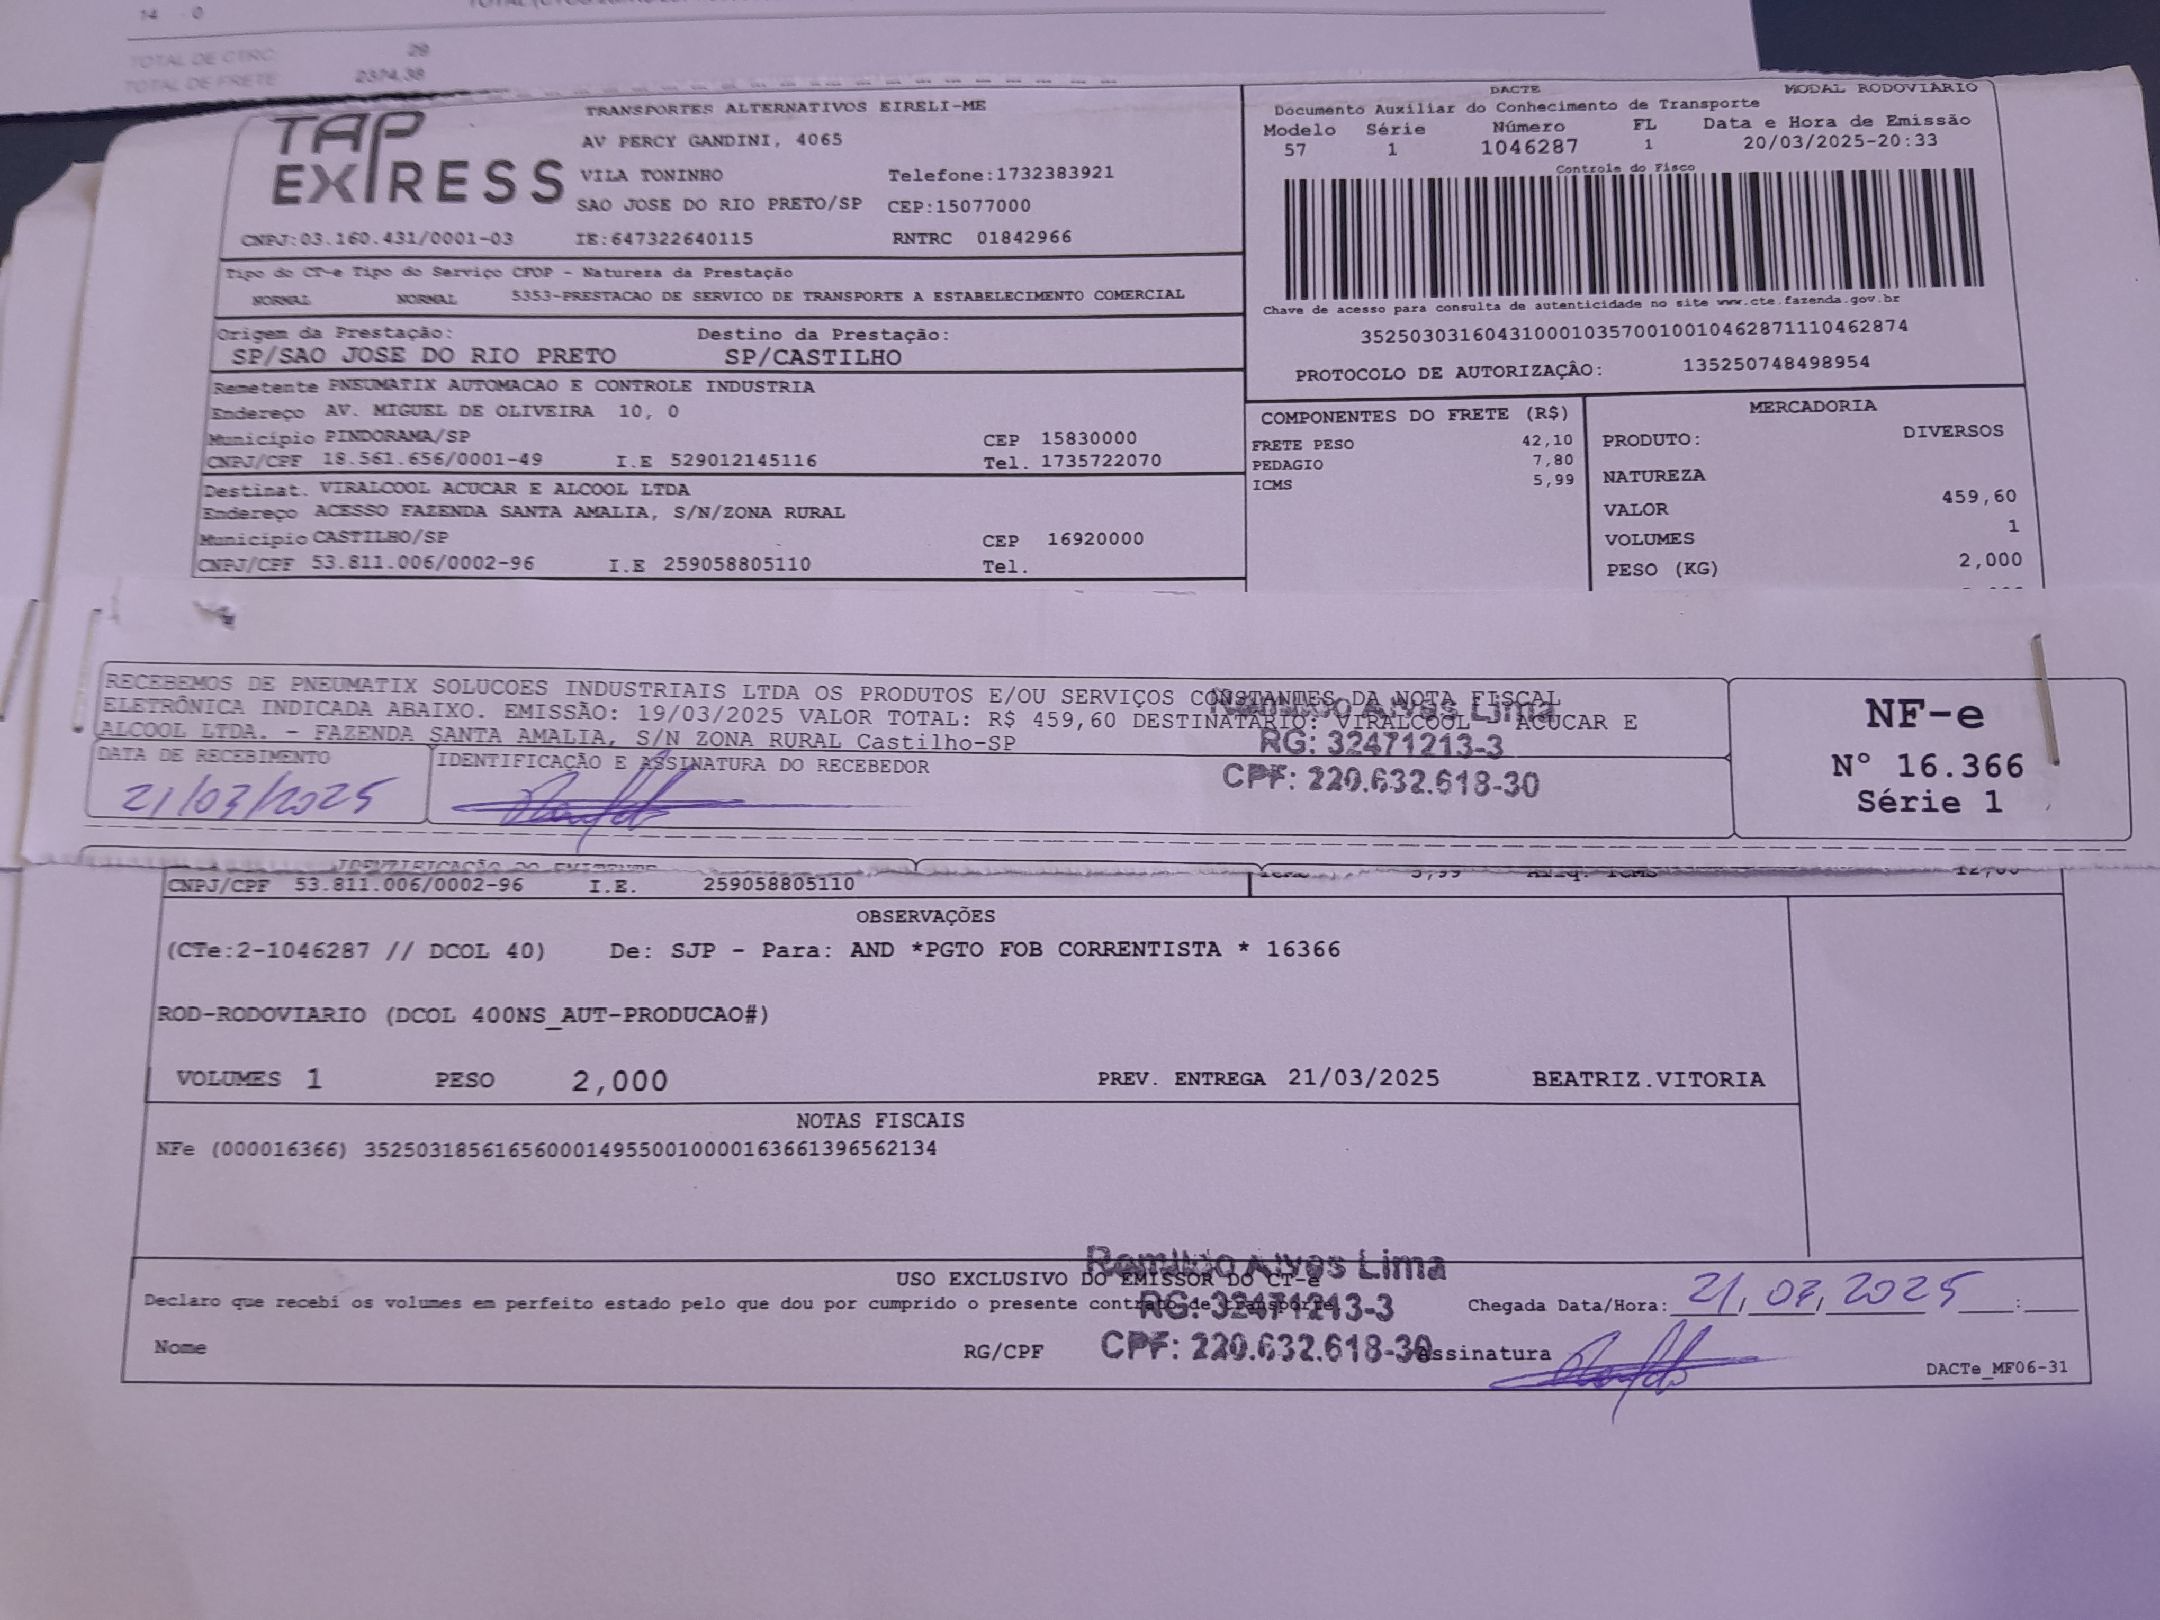 14 0
TOTAL DE CTRC: 28
TOTAL DE FRETE 2374,38
TAP EXPRESS
TRANSPORTES ALTERNATIVOS EIRELI-ME
AV PERCY GANDINI, 4065
VILA TONINHO Telefone:1732383921
SAO JOSE DO RIO PRETO/SP CEP:15077000
CNPJ:03.160.431/0001-03 IE:647322640115 RNTRC 01842966
Tipo do CT-e Tipo do Serviço CFOP - Natureza da Prestação
NORMAL NORMAL 5353-PRESTACAO DE SERVICO DE TRANSPORTE A ESTABELECIMENTO COMERCIAL
Origem da Prestação: Destino da Prestação:
SP/SAO JOSE DO RIO PRETO SP/CASTILHO
Remetente PNEUMATIX AUTOMACAO E CONTROLE INDUSTRIA
Endereço AV. MIGUEL DE OLIVEIRA 10, 0
Município PINDORAMA/SP CEP 15830000
CNPJ/CPF 18.561.656/0001-49 I.E 529012145116 Tel. 1735722070
Destinat. VIRALCOOL ACUCAR E ALCOOL LTDA
Endereço ACESSO FAZENDA SANTA AMALIA, S/N/ZONA RURAL
Município CASTILHO/SP CEP 16920000
CNPJ/CPF 53.811.006/0002-96 I.E 259058805110 Tel.
DACTE MODAL RODOVIARIO
Documento Auxiliar do Conhecimento de Transporte
Modelo Série Número FL Data e Hora de Emissão
57 1 1046287 1 20/03/2025-20:33
Controle do Fisco
Chave de acesso para consulta de autenticidade no site www.cte.fazenda.gov.br
35250303160431000103570010010462871110462874
PROTOCOLO DE AUTORIZAÇÂO: 135250748498954
COMPONENTES DO FRETE (R$)
FRETE PESO 42,10
PEDAGIO 7,80
ICMS 5,99
MERCADORIA
PRODUTO: DIVERSOS
NATUREZA
VALOR 459,60
VOLUMES 1
PESO (KG) 2,000
RECEBEMOS DE PNEUMATIX SOLUCOES INDUSTRIAIS LTDA OS PRODUTOS E/OU SERVIÇOS CONSTANTES DA NOTA FISCAL
ELETRÔNICA INDICADA ABAIXO. EMISSÃO: 19/03/2025 VALOR TOTAL: R$ 459,60 DESTINATÁRIO: VIRALCOOL - ACUCAR E
ALCOOL LTDA. - FAZENDA SANTA AMALIA, S/N ZONA RURAL Castilho-SP
Alves Lima
RG: 32471213-3
CPF: 220.632.618-30
DATA DE RECEBIMENTO
21/03/2025
IDENTIFICAÇÃO E ASSINATURA DO RECEBEDOR
NF-e
N° 16.366
Série 1
IDENTIFICAÇÃO DO EMITENTE
CNPJ/CPF 53.811.006/0002-96 I.E. 259058805110
5,99 12,00
OBSERVAÇÕES
(CTe:2-1046287 // DCOL 40) De: SJP - Para: AND *PGTO FOB CORRENTISTA * 16366
ROD-RODOVIARIO (DCOL 400NS_AUT-PRODUCAO#)
VOLUMES 1 PESO 2,000 PREV. ENTREGA 21/03/2025 BEATRIZ.VITORIA
NOTAS FISCAIS
NFe (000016366) 35250318561656000149550010000163661396562134
Alves Lima
USO EXCLUSIVO DO EMISSOR DO CT-e
Declaro que recebi os volumes em perfeito estado pelo que dou por cumprido o presente contrato de transporte.
RG: 32471213-3
Chegada Data/Hora: 21/03/2025 :
Nome RG/CPF
CPF: 220.632.618-30
Assinatura
DACTe_MF06-31